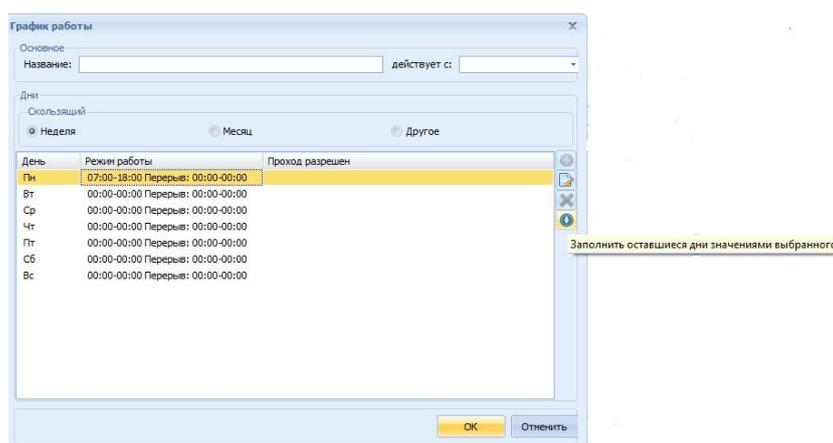 График работы
Основное
Название: действует с:
Дни
Скользящий
Неделя Месяц Другое
День Режим работы Проход разрешен
Пн 07:00-18:00 Перерыв: 00:00-00:00
Вт 00:00-00:00 Перерыв: 00:00-00:00
Ср 00:00-00:00 Перерыв: 00:00-00:00
Чт 00:00-00:00 Перерыв: 00:00-00:00
Пт 00:00-00:00 Перерыв: 00:00-00:00
Сб 00:00-00:00 Перерыв: 00:00-00:00
Вс 00:00-00:00 Перерыв: 00:00-00:00
Заполнить оставшиеся дни значениями выбранного
OK Отменить